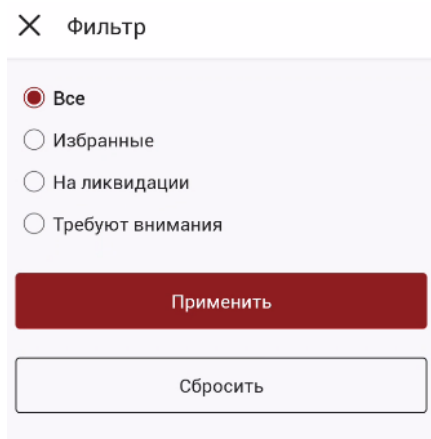 Фильтр
Все
Избранные
На ликвидации
Требуют внимания
Применить
Сбросить